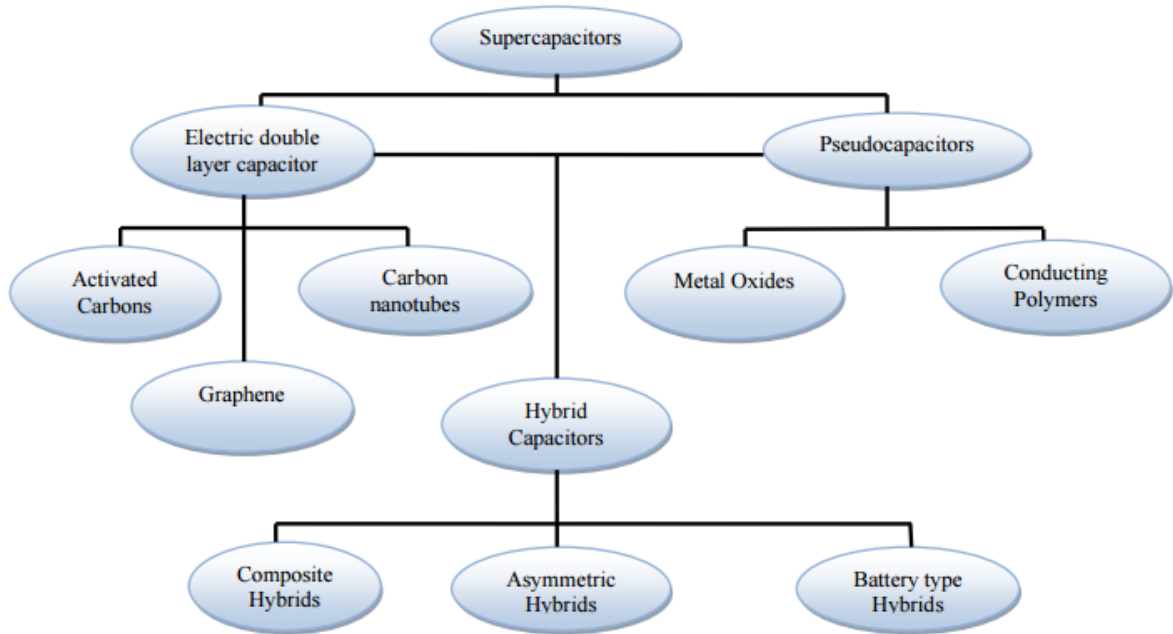 Supercapacitors
Electric double
layer capacitor
Pseudocapacitors
Activated
Carbons
Carbon
nanotubes
Metal Oxides
Conducting
Polymers
Graphene
Hybrid
Capacitors
Composite
Hybrids
Asymmetric
Hybrids
Battery type
Hybrids